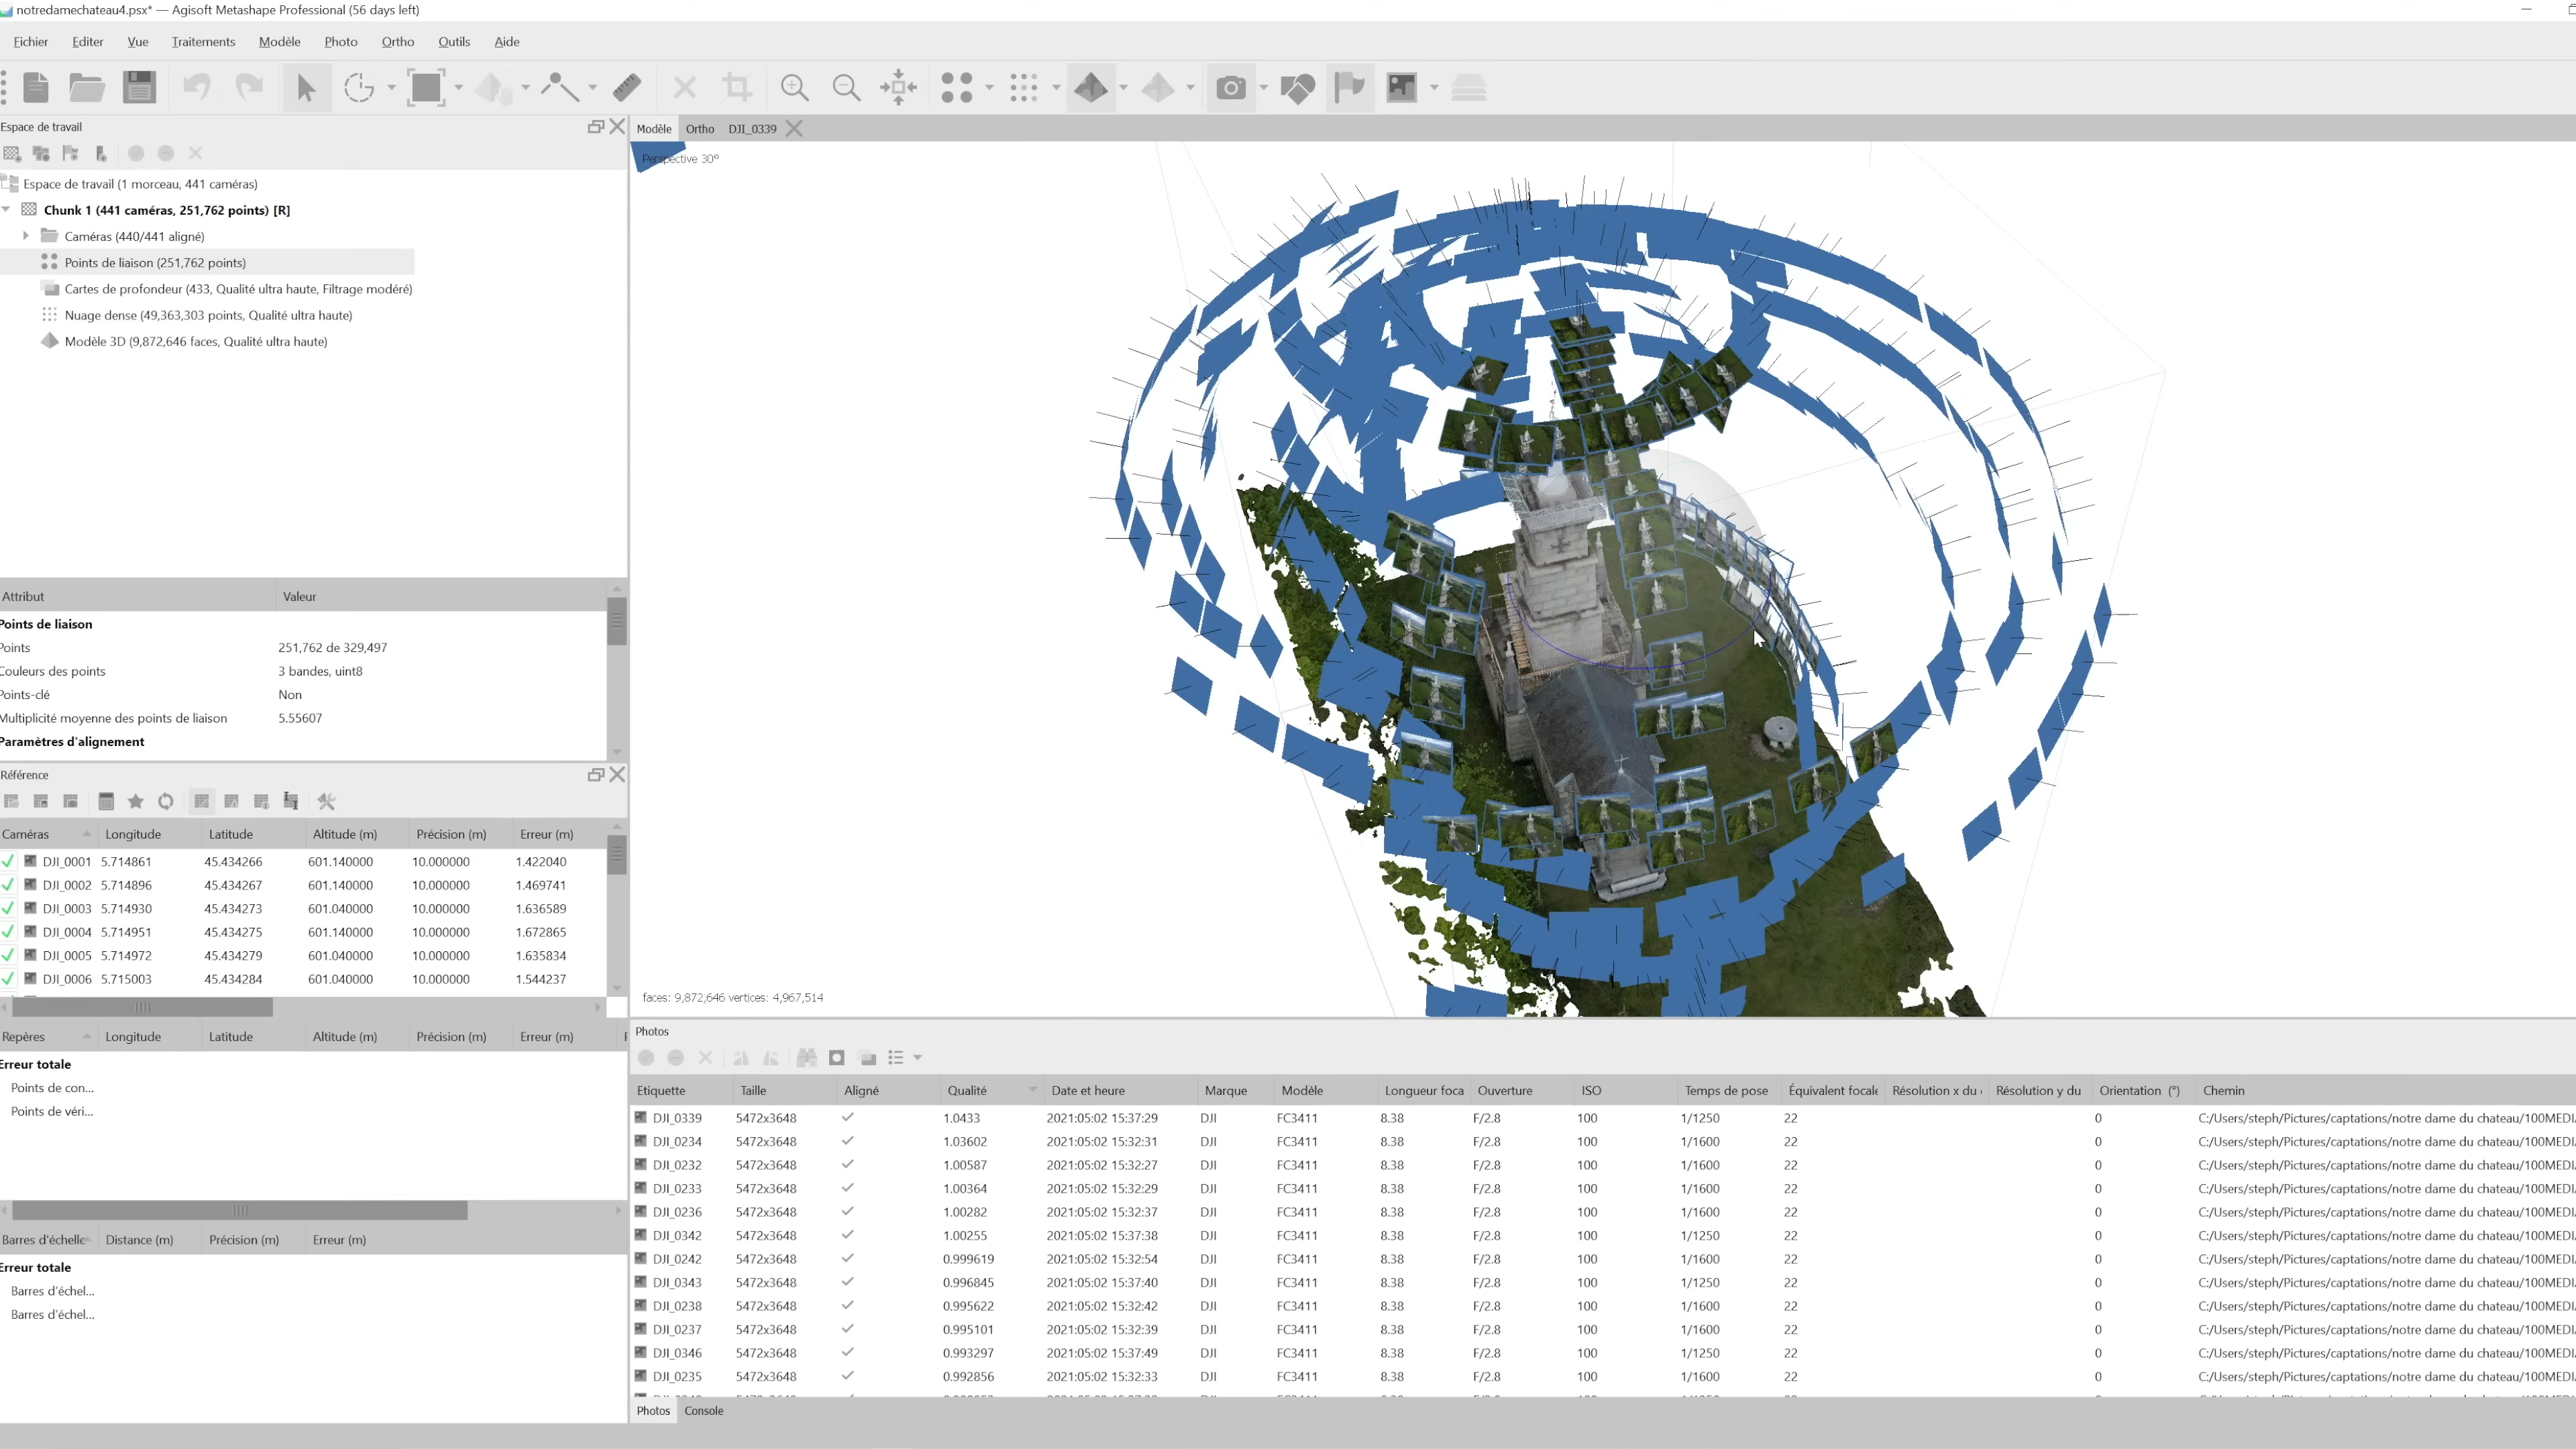 notredamechateau4.psx* — Agisoft Metashape Professional (56 days left)
Fichier Editer Vue Traitements Modèle Photo Ortho Outils Aide
Espace de travail
Espace de travail (1 morceau, 441 caméras)
Chunk 1 (441 caméras, 251,762 points) [R]
Caméras (440/441 aligné)
Points de liaison (251,762 points)
Cartes de profondeur (433, Qualité ultra haute, Filtrage modéré)
Nuage dense (49,363,303 points, Qualité ultra haute)
Modèle 3D (9,872,646 faces, Qualité ultra haute)
Attribut Valeur
Points de liaison
Points 251,762 de 329,497
Couleurs des points 3 bandes, uint8
Points-clé Non
Multiplicité moyenne des points de liaison 5.55607
Paramètres d'alignement
Référence
Caméras Longitude Latitude Altitude (m) Précision (m) Erreur (m)
DJI_0001 5.714861 45.434266 601.140000 10.000000 1.422040
DJI_0002 5.714896 45.434267 601.140000 10.000000 1.469741
DJI_0003 5.714930 45.434273 601.040000 10.000000 1.636589
DJI_0004 5.714951 45.434275 601.140000 10.000000 1.672865
DJI_0005 5.714972 45.434279 601.040000 10.000000 1.635834
DJI_0006 5.715003 45.434284 601.040000 10.000000 1.544237
Repères Longitude Latitude Altitude (m) Précision (m) Erreur (m)
Erreur totale
Points de con...
Points de véri...
Barres d'échelle Distance (m) Précision (m) Erreur (m)
Erreur totale
Barres d'échel...
Barres d'échel...
Modèle Ortho DJI_0339
Perspective 30°
faces: 9,872,646 vertices: 4,967,514
Photos
Etiquette Taille Aligné Qualité Date et heure Marque Modèle Longueur foca Ouverture ISO Temps de pose Équivalent focale Résolution x du Résolution y du Orientation (°) Chemin
DJI_0339 5472x3648 1.0433 2021:05:02 15:37:29 DJI FC3411 8.38 F/2.8 100 1/1250 22 0 C:/Users/steph/Pictures/captations/notre dame du chateau/100MEDI
DJI_0234 5472x3648 1.03602 2021:05:02 15:32:31 DJI FC3411 8.38 F/2.8 100 1/1600 22 0 C:/Users/steph/Pictures/captations/notre dame du chateau/100MEDI
DJI_0232 5472x3648 1.00587 2021:05:02 15:32:27 DJI FC3411 8.38 F/2.8 100 1/1600 22 0 C:/Users/steph/Pictures/captations/notre dame du chateau/100MEDI
DJI_0233 5472x3648 1.00364 2021:05:02 15:32:29 DJI FC3411 8.38 F/2.8 100 1/1600 22 0 C:/Users/steph/Pictures/captations/notre dame du chateau/100MEDI
DJI_0236 5472x3648 1.00282 2021:05:02 15:32:37 DJI FC3411 8.38 F/2.8 100 1/1600 22 0 C:/Users/steph/Pictures/captations/notre dame du chateau/100MEDI
DJI_0342 5472x3648 1.00255 2021:05:02 15:37:38 DJI FC3411 8.38 F/2.8 100 1/1250 22 0 C:/Users/steph/Pictures/captations/notre dame du chateau/100MEDI
DJI_0242 5472x3648 0.999619 2021:05:02 15:32:54 DJI FC3411 8.38 F/2.8 100 1/1600 22 0 C:/Users/steph/Pictures/captations/notre dame du chateau/100MEDI
DJI_0343 5472x3648 0.996845 2021:05:02 15:37:40 DJI FC3411 8.38 F/2.8 100 1/1250 22 0 C:/Users/steph/Pictures/captations/notre dame du chateau/100MEDI
DJI_0238 5472x3648 0.995622 2021:05:02 15:32:42 DJI FC3411 8.38 F/2.8 100 1/1600 22 0 C:/Users/steph/Pictures/captations/notre dame du chateau/100MEDI
DJI_0237 5472x3648 0.995101 2021:05:02 15:32:39 DJI FC3411 8.38 F/2.8 100 1/1600 22 0 C:/Users/steph/Pictures/captations/notre dame du chateau/100MEDI
DJI_0346 5472x3648 0.993297 2021:05:02 15:37:49 DJI FC3411 8.38 F/2.8 100 1/1250 22 0 C:/Users/steph/Pictures/captations/notre dame du chateau/100MEDI
DJI_0235 5472x3648 0.992856 2021:05:02 15:32:33 DJI FC3411 8.38 F/2.8 100 1/1600 22 0 C:/Users/steph/Pictures/captations/notre dame du chateau/100MEDI
Photos Console